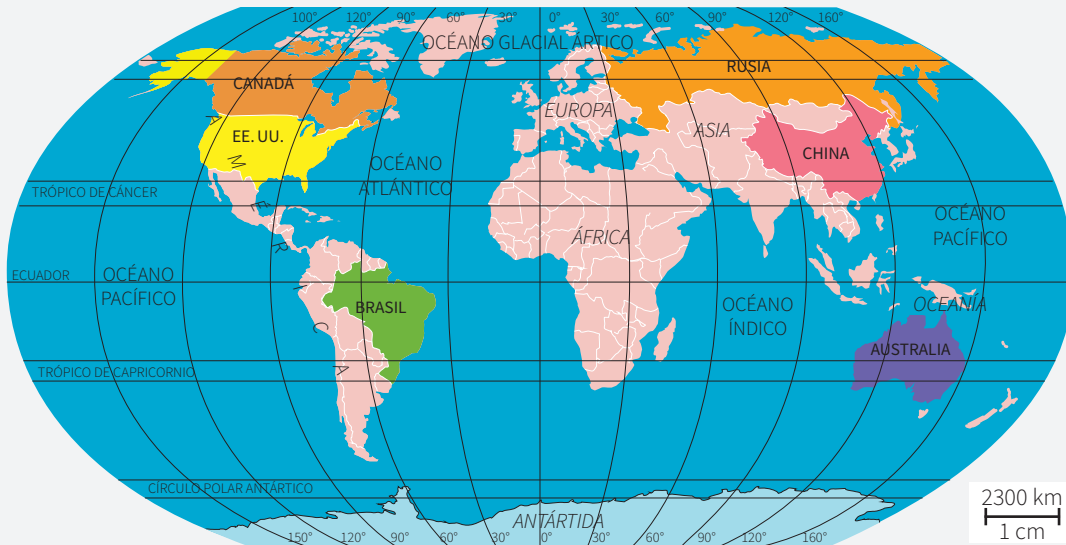 100° 120° 90° 60° 30° 0° 30° 60° 90° 120° 160°
OCÉANO GLACIAL ÁRTICO
CANADÁ
RUSIA
EUROPA
ASIA
EE. UU.
CHINA
OCÉANO
ATLÁNTICO
TRÓPICO DE CÁNCER
AMÉRICA
ÁFRICA
OCÉANO
PACÍFICO
ECUADOR
OCÉANO
PACÍFICO
BRASIL
OCÉANO
ÍNDICO
OCEANÍA
AUSTRALIA
TRÓPICO DE CAPRICORNIO
CÍRCULO POLAR ANTÁRTICO
ANTÁRTIDA
150° 120° 90° 60° 30° 0° 30° 60° 90° 120° 160°
2300 km
1 cm